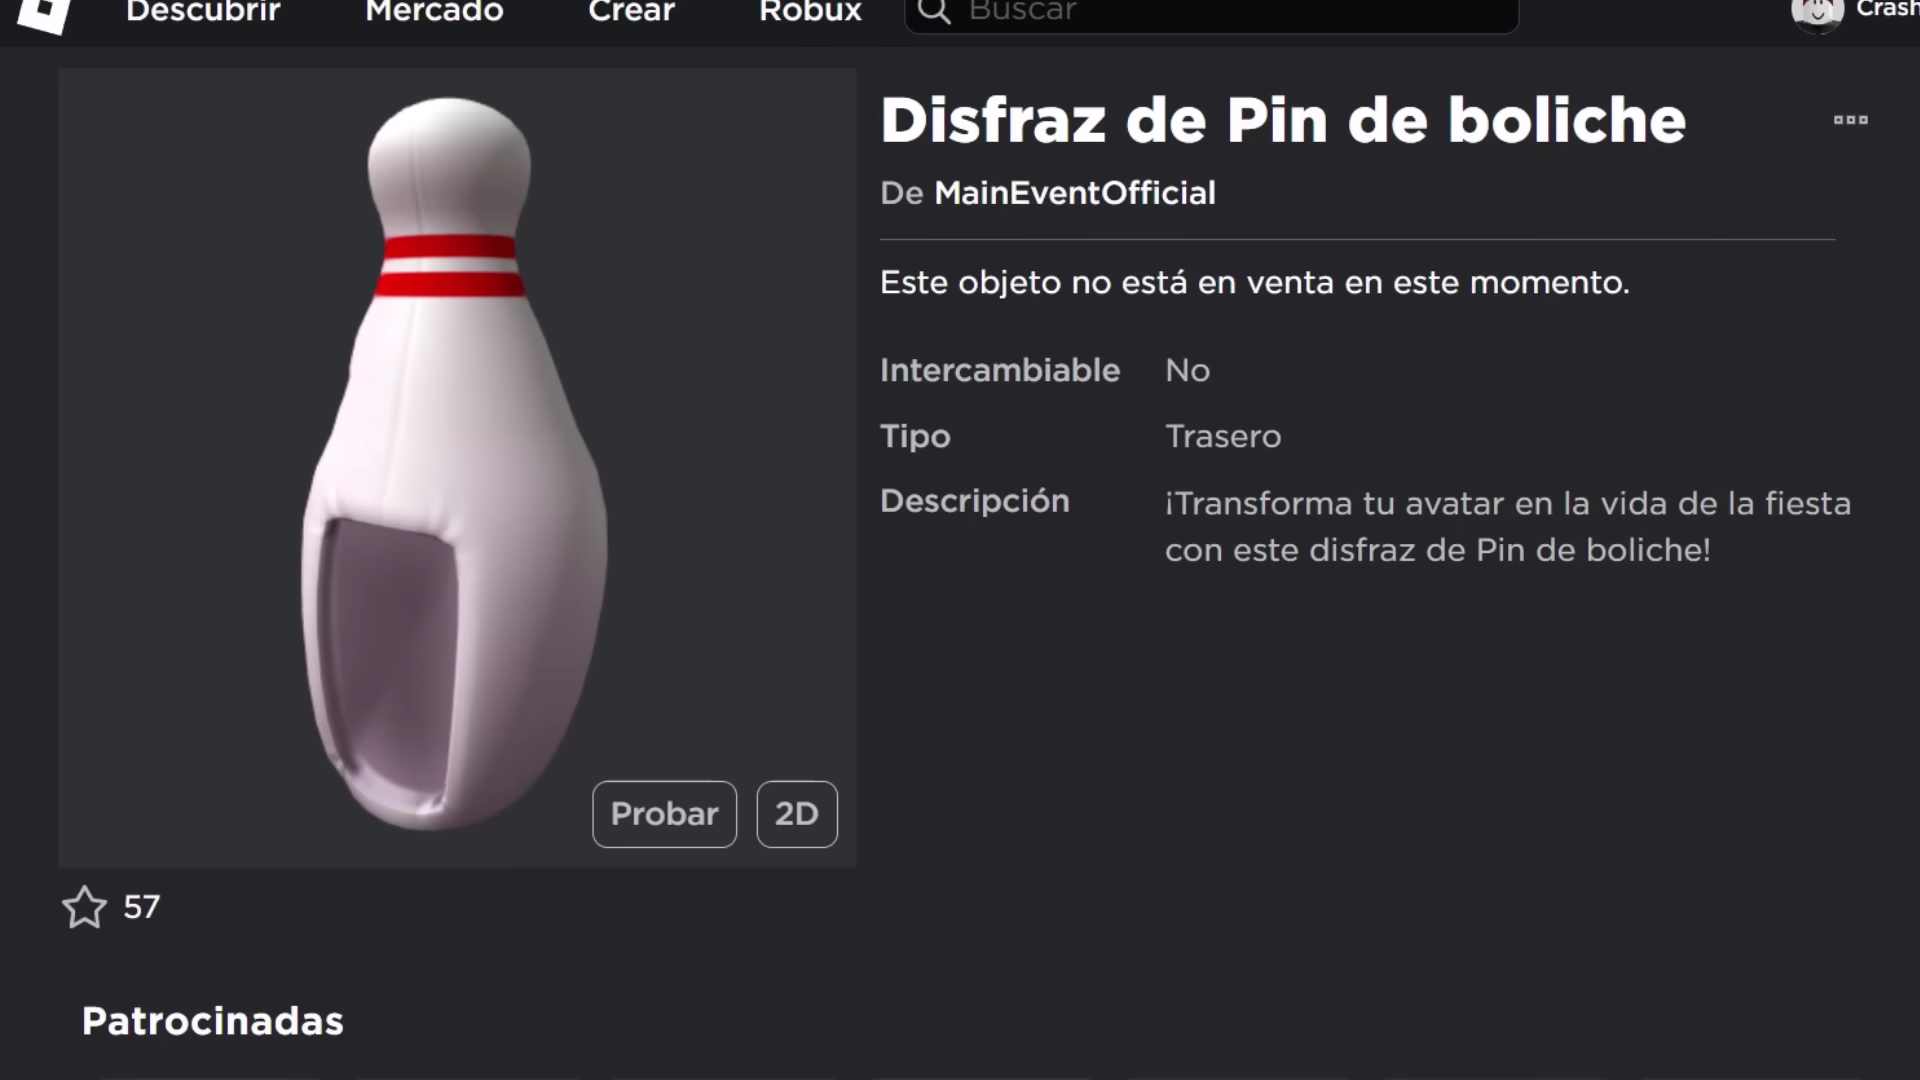 Descubrir Mercado Crear Robux Buscar Crash
Disfraz de Pin de boliche
De MainEventOfficial
Este objeto no está en venta en este momento.
Intercambiable No
Tipo Trasero
Descripción ¡Transforma tu avatar en la vida de la fiesta
con este disfraz de Pin de boliche!
Probar 2D
57
Patrocinadas